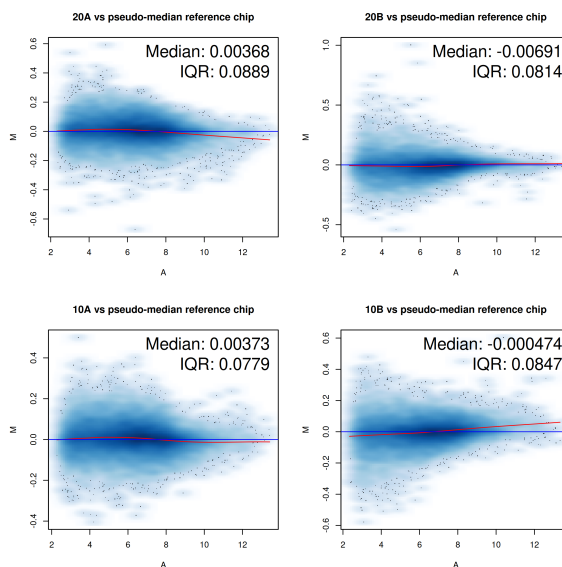 20A vs pseudo-median reference chip
Median: 0.00368
IQR: 0.0889
M
0.6
0.4
0.2
0.0
-0.2
-0.4
-0.6
2 4 6 8 10 12
A
20B vs pseudo-median reference chip
Median: -0.00691
IQR: 0.0814
M
1.0
0.5
0.0
-0.5
2 4 6 8 10 12
A
10A vs pseudo-median reference chip
Median: 0.00373
IQR: 0.0779
M
0.4
0.2
0.0
-0.2
-0.4
2 4 6 8 10 12
A
10B vs pseudo-median reference chip
Median: -0.000474
IQR: 0.0847
M
0.6
0.4
0.2
0.0
-0.2
-0.4
-0.6
2 4 6 8 10 12
A